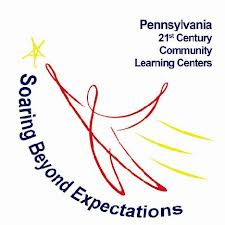 Pennsylvania
21st Century
Community
Learning Centers
Soaring Beyond Expectations